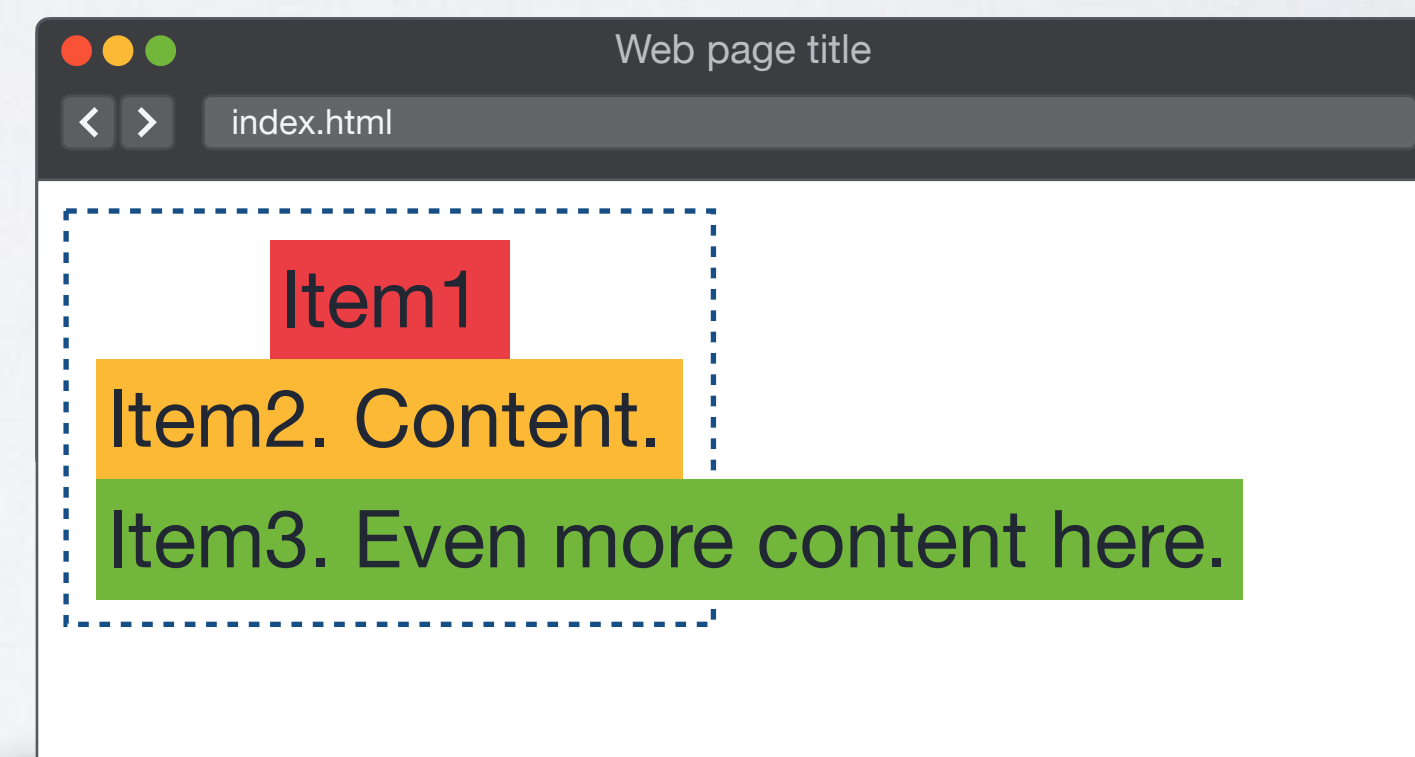 Web page title
index.html
Item1
Item2. Content.
Item3. Even more content here.